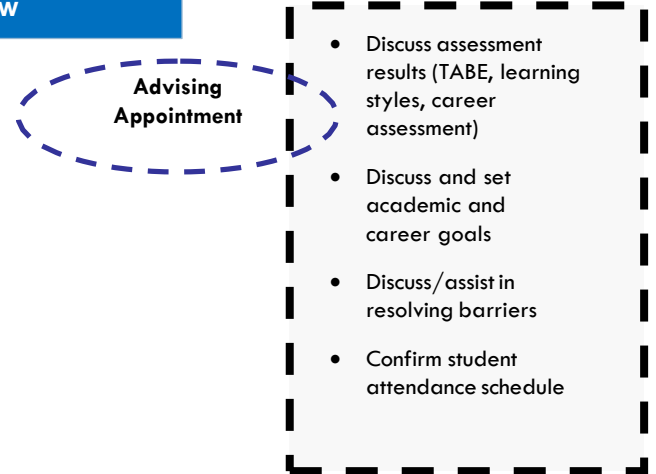 w
Advising
Appointment
• Discuss assessment
results (TABE, learning
styles, career
assessment)
• Discuss and set
academic and
career goals
• Discuss/assist in
resolving barriers
• Confirm student
attendance schedule